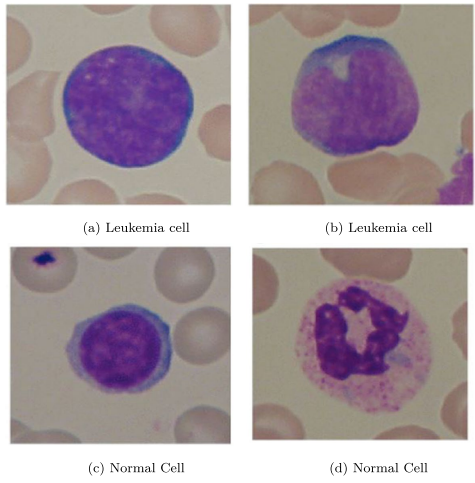 (a) Leukemia cell
(b) Leukemia cell
(c) Normal Cell
(d) Normal Cell